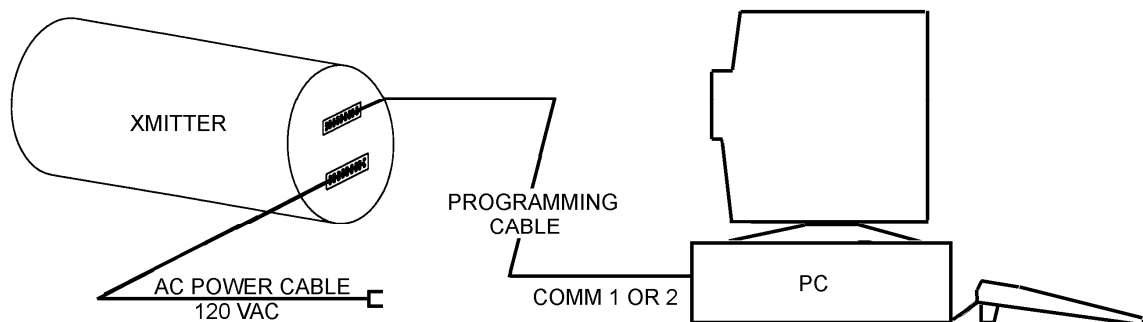 XMITTER
PROGRAMMING
CABLE
AC POWER CABLE
120 VAC
COMM 1 OR 2
PC